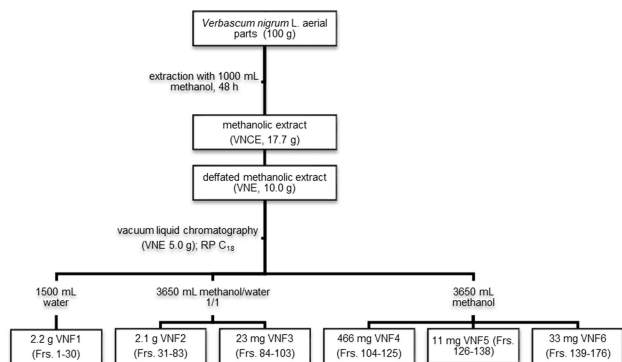 Verbascum nigrum L. aerial
parts (100 g)
extraction with 1000 mL
methanol, 48 h
methanolic extract
(VNCE, 17.7 g)
deffated methanolic extract
(VNE, 10.0 g)
vacuum liquid chromatography
(VNE 5.0 g); RP C18
1500 mL
water
3650 mL methanol/water
1/1
3650 mL
methanol
2.2 g VNF1
(Frs. 1-30)
2.1 g VNF2
(Frs. 31-83)
23 mg VNF3
(Frs. 84-103)
466 mg VNF4
(Frs. 104-125)
11 mg VNF5 (Frs.
126-138)
33 mg VNF6
(Frs. 139-176)